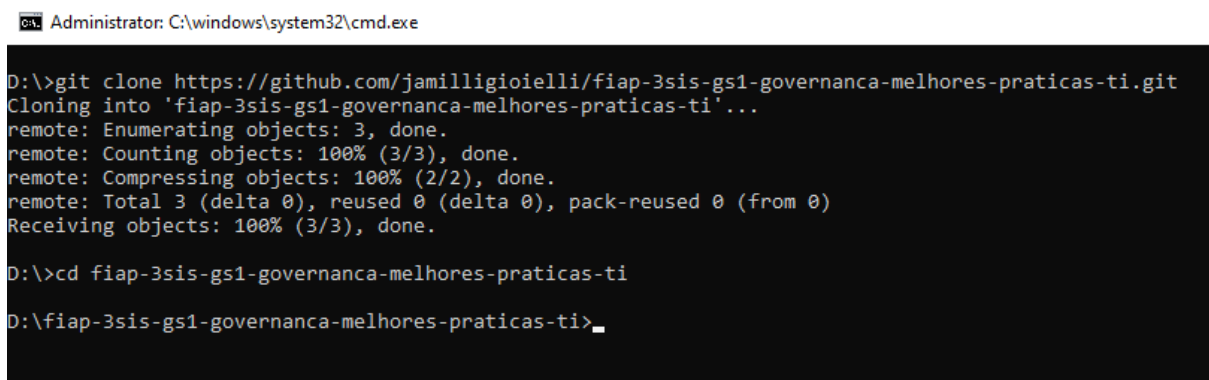 Administrator: C:\windows\system32\cmd.exe
D:\>git clone https://github.com/jamilligioielli/fiap-3sis-gs1-governanca-melhores-praticas-ti.git
Cloning into 'fiap-3sis-gs1-governanca-melhores-praticas-ti'...
remote: Enumerating objects: 3, done.
remote: Counting objects: 100% (3/3), done.
remote: Compressing objects: 100% (2/2), done.
remote: Total 3 (delta 0), reused 0 (delta 0), pack-reused 0 (from 0)
Receiving objects: 100% (3/3), done.
D:\>cd fiap-3sis-gs1-governanca-melhores-praticas-ti
D:\fiap-3sis-gs1-governanca-melhores-praticas-ti>